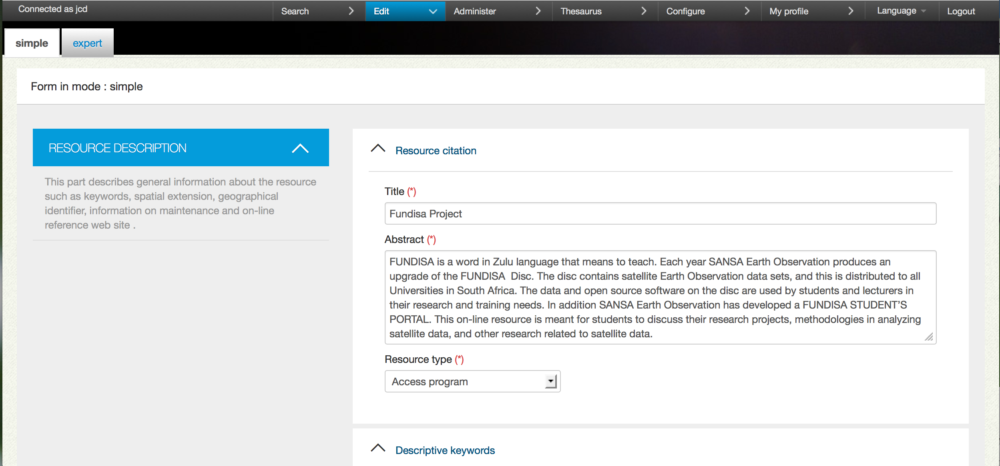 Connected as jcd
Search
Edit
Administer
Thesaurus
Configure
My profile
Language
Logout
simple
expert
Form in mode : simple
RESOURCE DESCRIPTION
This part describes general information about the resource
such as keywords, spatial extension, geographical
identifier, information on maintenance and on-line
reference web site .
Resource citation
Title (*)
Fundisa Project
Abstract (*)
FUNDISA is a word in Zulu language that means to teach. Each year SANSA Earth Observation produces an
upgrade of the FUNDISA  Disc. The disc contains satellite Earth Observation data sets, and this is distributed to all
Universities in South Africa. The data and open source software on the disc are used by students and lecturers in
their research and training needs. In addition SANSA Earth Observation has developed a FUNDISA STUDENT’S
PORTAL. This on-line resource is meant for students to discuss their research projects, methodologies in analyzing
satellite data, and other research related to satellite data.
Resource type (*)
Access program
Descriptive keywords